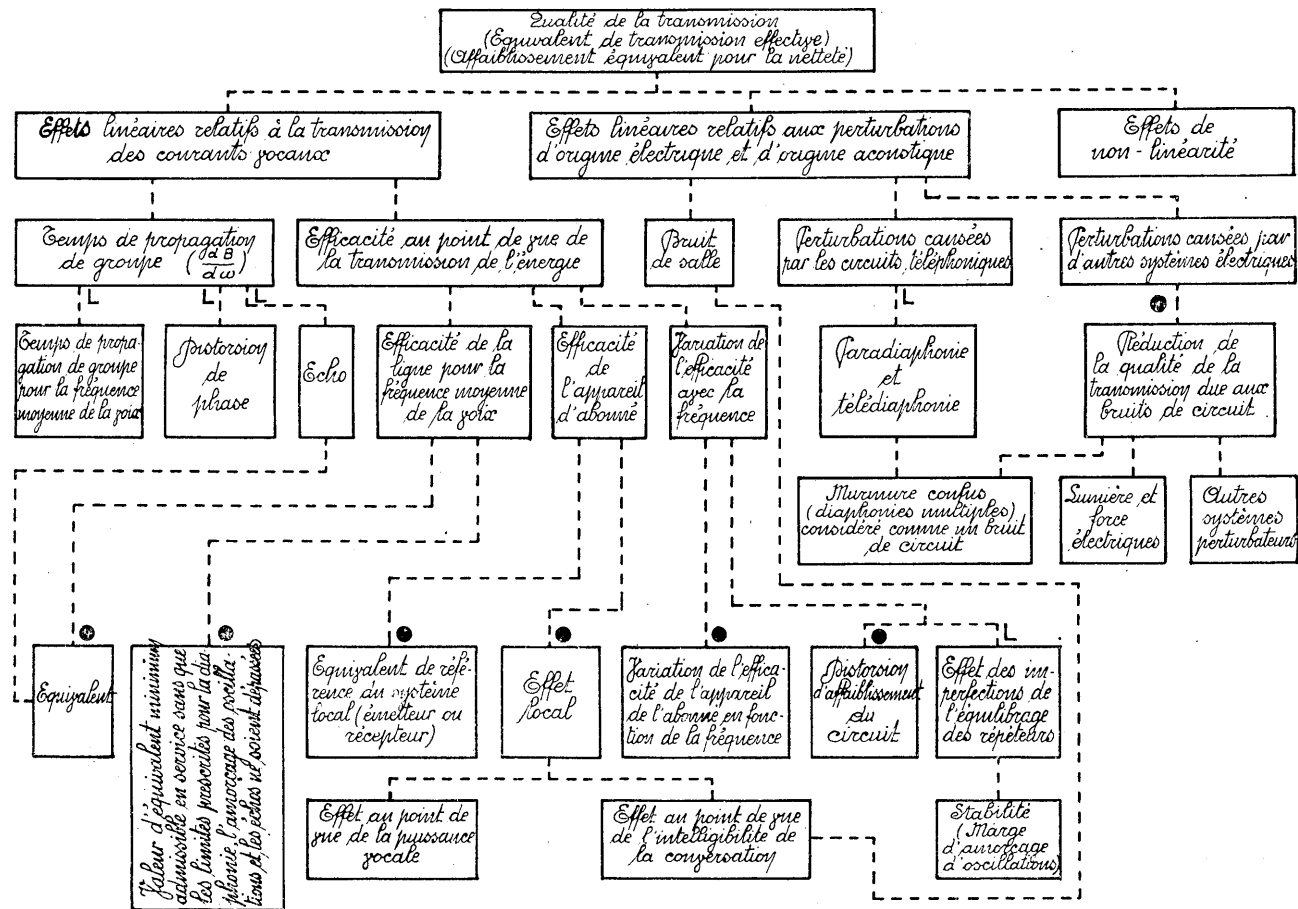 Qualité de la transmission
(Equivalent de transmission effective)
(Affaiblissement équivalent pour la netteté)
Effets linéaires relatifs à la transmission
des courants vocaux
Effets linéaires relatifs aux perturbations
d'origine électrique et d'origine acoustique
Effets de
non-linéarité
Temps de propagation
de groupe (dB/dω)
Efficacité au point de vue de
la transmission de l'énergie
Bruit
de salle
Perturbations causées
par les circuits téléphoniques
Perturbations causées par
d'autres systèmes électriques
Temps de propa-
gation de groupe
pour la fréquence
moyenne de la voix
Distorsion
de
phase
Echo
Efficacité de la
ligne pour la
fréquence moyenne
de la voix
Efficacité
de
l'appareil
d'abonné
Variation de
l'efficacité
avec la
fréquence
Paradiaphonie
et
télédiaphonie
Réduction de
la qualité de la
transmission due aux
bruits de circuit
Murmure confus
(diaphonies multiples)
considéré comme un bruit
de circuit
Lumière et
force
électriques
Autres
systèmes
perturbateurs
Equivalent
Valeur d'équivalent minimum
admissible en service sans que
les limites prescrites pour la dia-
phonie, l'amorçage des oscilla-
tions et les échos ne soient dépassées
Equivalent de réfé-
rence du système
local (émetteur ou
récepteur)
Effet
local
Variation de l'effica-
cité de l'appareil
de l'abonné en fonc-
tion de la fréquence
Distorsion
d'affaiblissement
du
circuit
Effet des im-
perfections de
l'équilibrage
des répéteurs
Effet au point de
vue de la puissance
vocale
Effet au point de vue
de l'intelligibilité de
la conversation
Stabilité
(Marge
d'amorçage
d'oscillations)